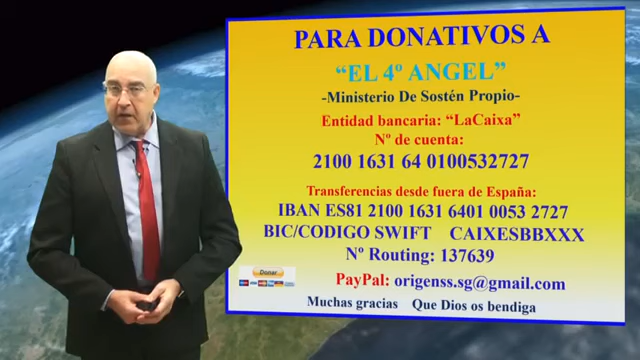 PARA DONATIVOS A
“EL 4º ANGEL”
-Ministerio De Sostén Propio-
Entidad bancaria: “LaCaixa”
Nº de cuenta:
2100 1631 64 0100532727
Transferencias desde fuera de España:
IBAN ES81 2100 1631 6401 0053 2727
BIC/CODIGO SWIFT CAIXESBBXXX
Nº Routing: 137639
Donar
PayPal: origenss.sg@gmail.com
Muchas gracias Que Dios os bendiga